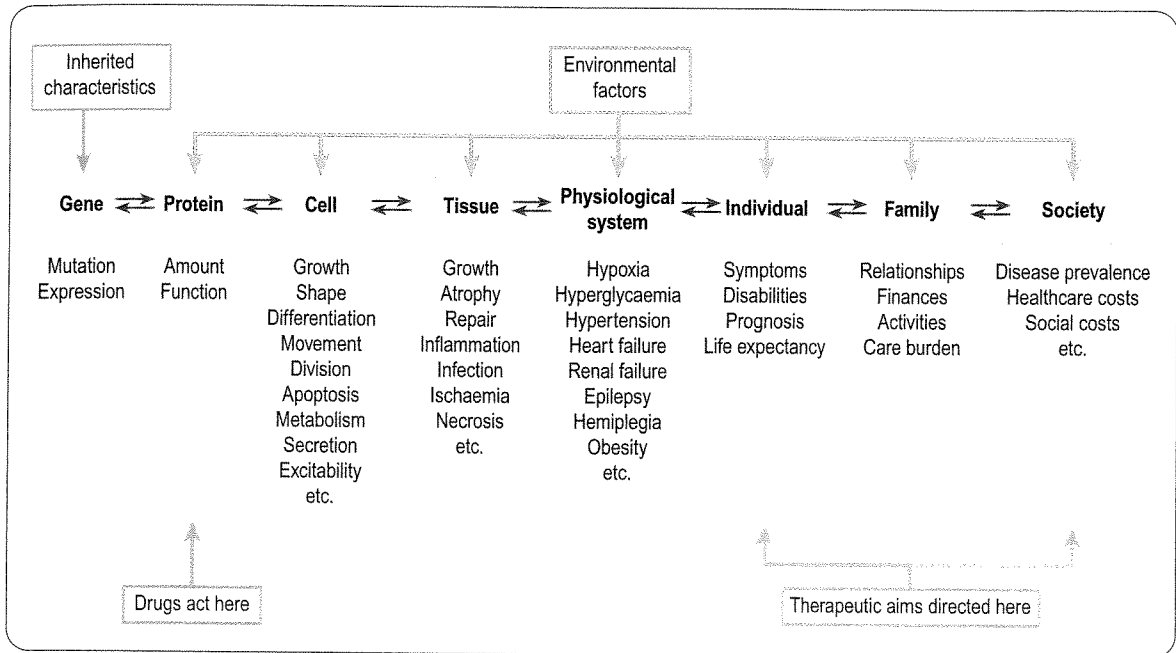 Inherited
characteristics
Environmental
factors
Gene
Protein
Cell
Tissue
Physiological
system
Individual
Family
Society
Mutation
Expression
Amount
Function
Growth
Shape
Differentiation
Movement
Division
Apoptosis
Metabolism
Secretion
Excitability
etc.
Growth
Atrophy
Repair
Inflammation
Infection
Ischaemia
Necrosis
etc.
Hypoxia
Hyperglycaemia
Hypertension
Heart failure
Renal failure
Epilepsy
Hemiplegia
Obesity
etc.
Symptoms
Disabilities
Prognosis
Life expectancy
Relationships
Finances
Activities
Care burden
Disease prevalence
Healthcare costs
Social costs
etc.
Drugs act here
Therapeutic aims directed here